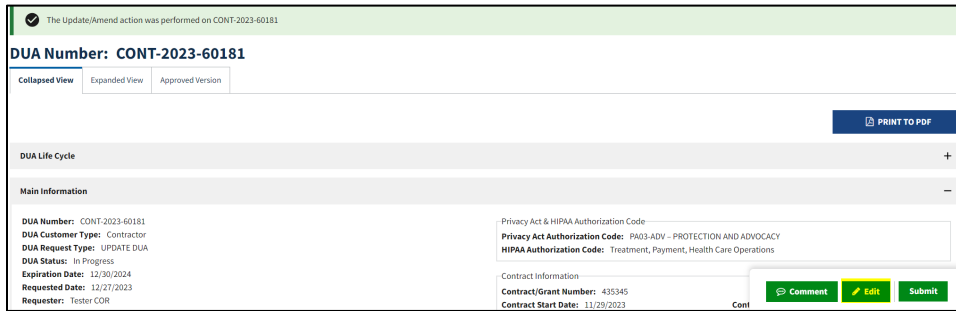 The Update/Amend action was performed on CONT-2023-60181
DUA Number: CONT-2023-60181
Collapsed View Expanded View Approved Version
PRINT TO PDF
DUA Life Cycle +
Main Information −
DUA Number: CONT-2023-60181
DUA Customer Type: Contractor
DUA Request Type: UPDATE DUA
DUA Status: In Progress
Expiration Date: 12/30/2024
Requested Date: 12/27/2023
Requester: Tester COR
Privacy Act & HIPAA Authorization Code
Privacy Act Authorization Code: PA03-ADV – PROTECTION AND ADVOCACY
HIPAA Authorization Code: Treatment, Payment, Health Care Operations
Contract Information
Contract/Grant Number: 435345
Contract Start Date: 11/29/2023 Cont
Comment Edit Submit